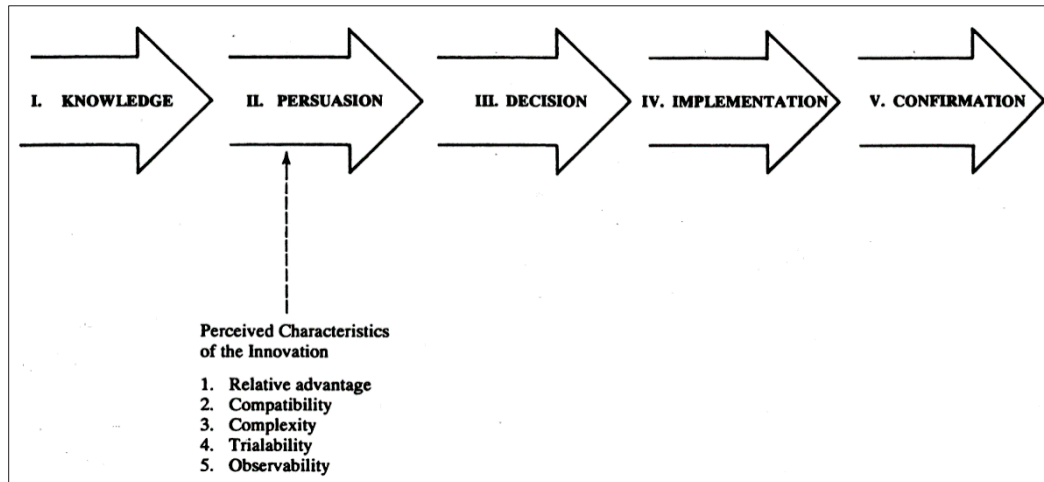 I. KNOWLEDGE
II. PERSUASION
III. DECISION
IV. IMPLEMENTATION
V. CONFIRMATION
Perceived Characteristics
of the Innovation
1. Relative advantage
2. Compatibility
3. Complexity
4. Trialability
5. Observability